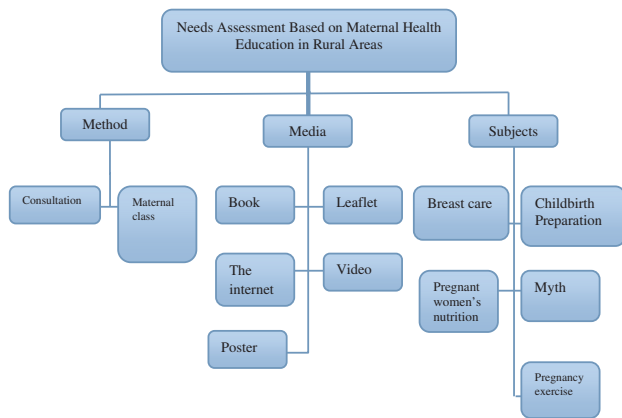 Needs Assessment Based on Maternal Health
Education in Rural Areas
Method
Media
Subjects
Consultation
Maternal
class
Book
Leaflet
The
internet
Video
Poster
Breast care
Childbirth
Preparation
Pregnant
women's
nutrition
Myth
Pregnancy
exercise